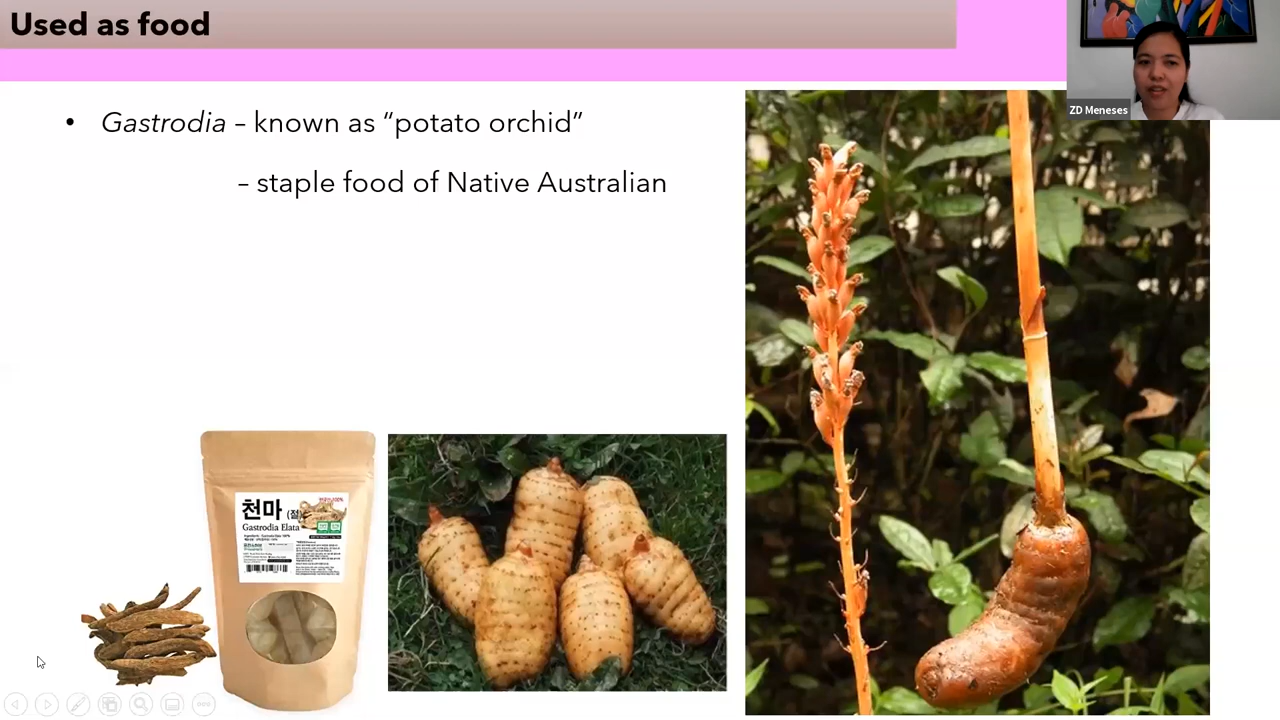 Used as food
ZD Meneses
• Gastrodia – known as “potato orchid”
– staple food of Native Australian
천마
Gastrodia Elata